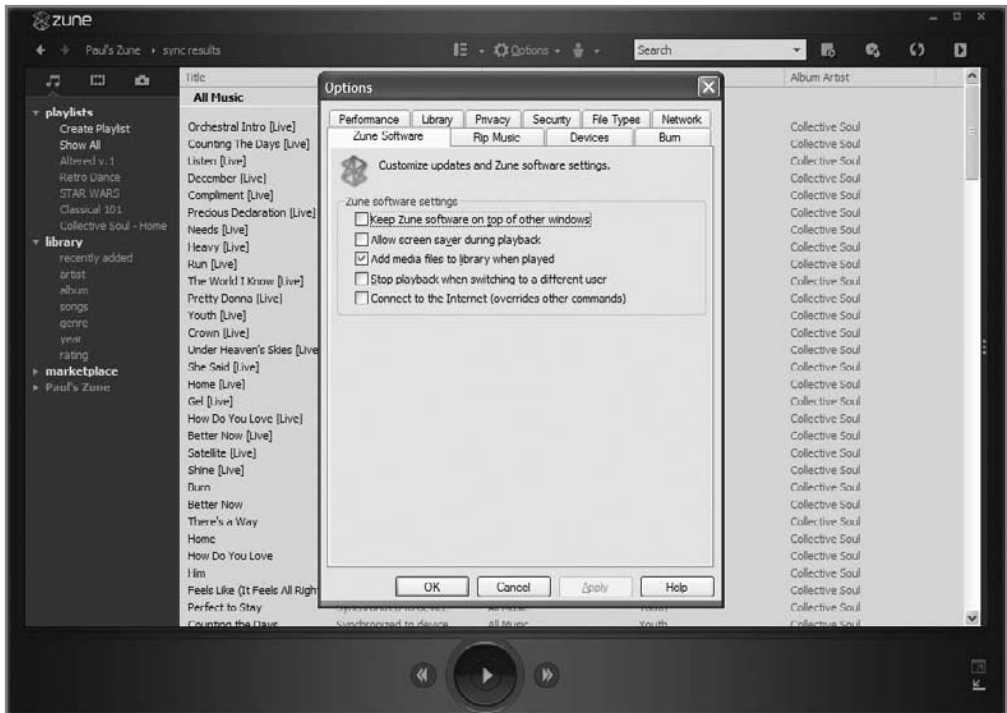 zune
Paul's Zune ▸ sync results
Options
Search
playlists
Create Playlist
Show All
Altered v.1
Retro Dance
STAR WARS
Classical 101
Collective Soul - Home
library
recently added
artist
album
songs
genre
year
rating
marketplace
Paul's Zune
Title
Album Artist
All Music
Orchestral Intro [Live]
Collective Soul
Counting The Days [Live]
Collective Soul
Listen [Live]
Collective Soul
December [Live]
Collective Soul
Compliment [Live]
Collective Soul
Precious Declaration [Live]
Collective Soul
Needs [Live]
Collective Soul
Heavy [Live]
Collective Soul
Run [Live]
Collective Soul
The World I Know [Live]
Collective Soul
Pretty Donna [Live]
Collective Soul
Youth [Live]
Collective Soul
Crown [Live]
Collective Soul
Under Heaven's Skies [Live
Collective Soul
She Said [Live]
Collective Soul
Home [Live]
Collective Soul
Gel [Live]
Collective Soul
How Do You Love [Live]
Collective Soul
Better Now [Live]
Collective Soul
Satellite [Live]
Collective Soul
Shine [Live]
Collective Soul
Burn
Collective Soul
Better Now
Collective Soul
There's a Way
Collective Soul
Home
Collective Soul
How Do You Love
Collective Soul
Him
Collective Soul
Feels Like (It Feels All Righ
Collective Soul
Perfect to Stay
Synchronized to device
All Music
Youth
Collective Soul
Counting the Days
Synchronized to device
All Music
Youth
Collective Soul
Options
Performance
Library
Privacy
Security
File Types
Network
Zune Software
Rip Music
Devices
Burn
Customize updates and Zune software settings.
Zune software settings
Keep Zune software on top of other windows
Allow screen saver during playback
Add media files to library when played
Stop playback when switching to a different user
Connect to the Internet (overrides other commands)
OK
Cancel
Apply
Help